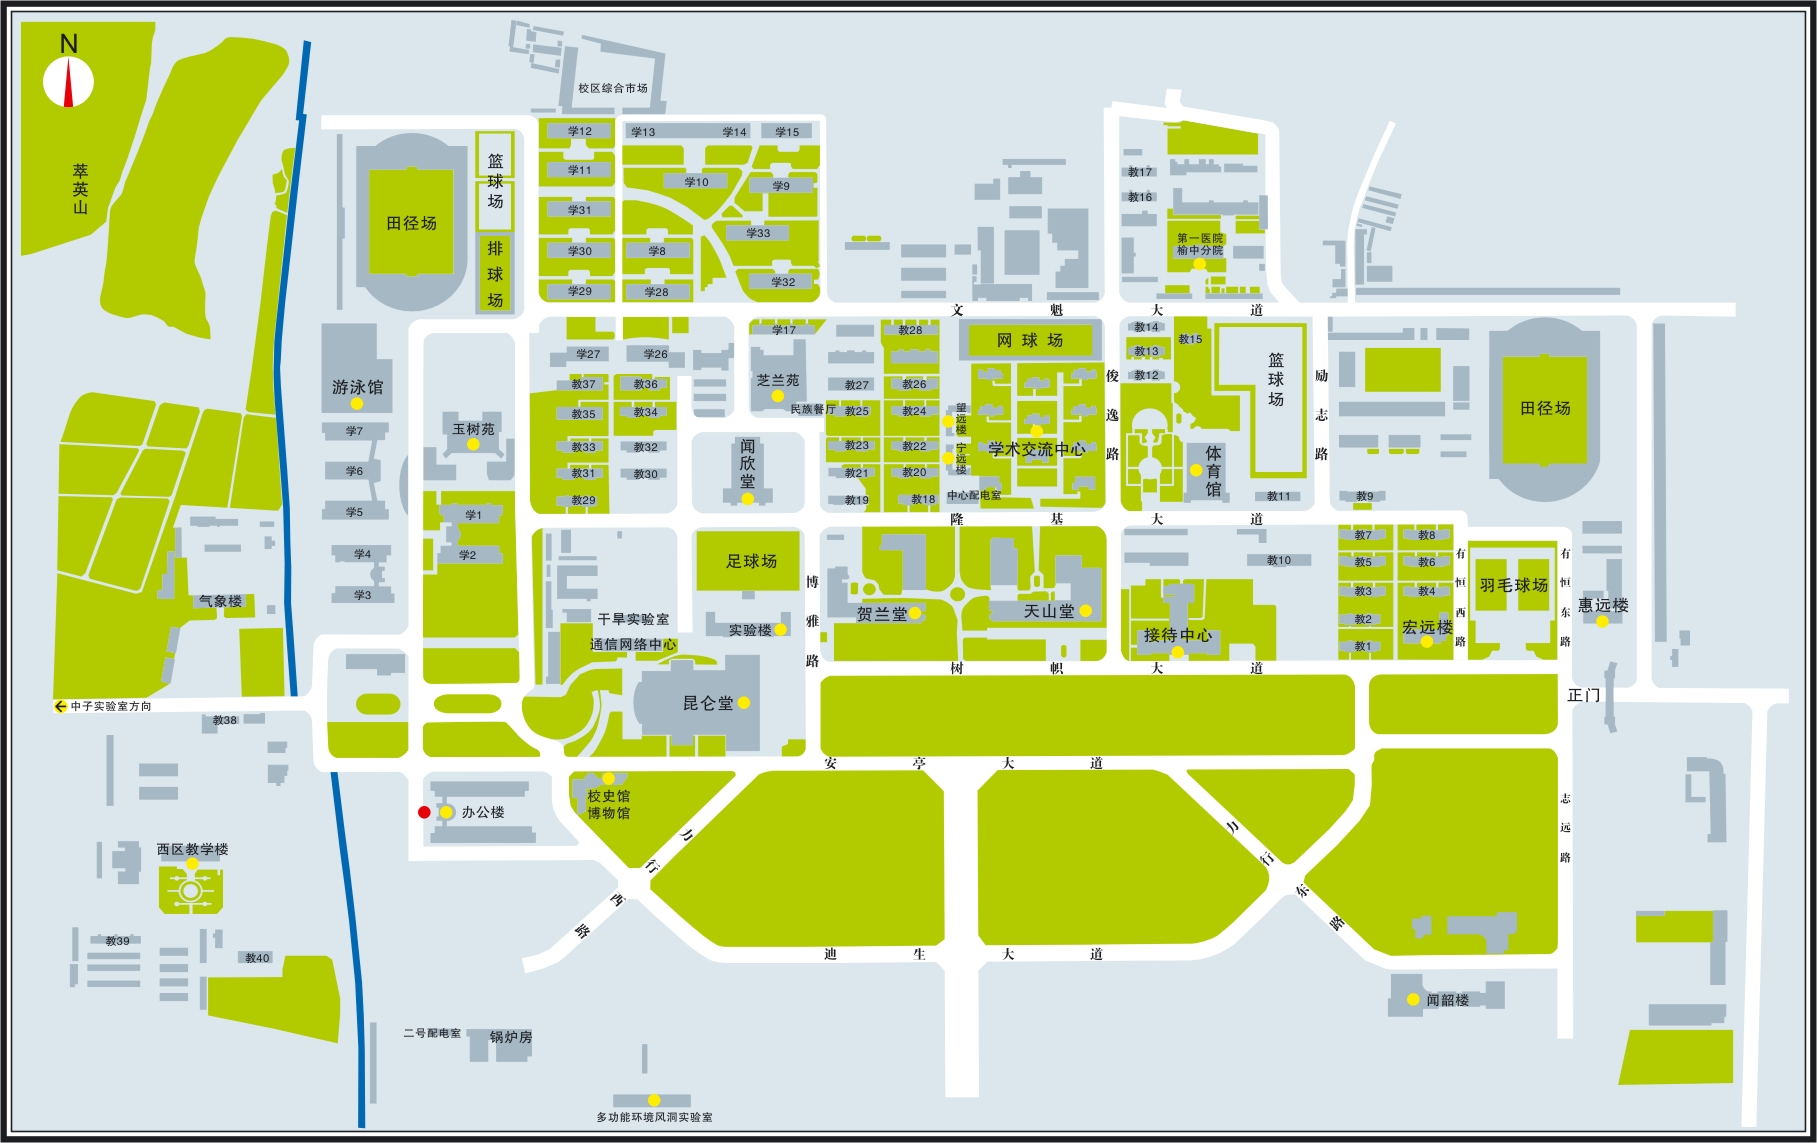 N
萃英山
校区综合市场
学12
学13
学14
学15
学11
学10
学9
学31
学33
学30
学8
学29
学28
学32
田径场
篮球场
排球场
教17
教16
第一医院
榆中分院
文魁大道
游泳馆
学7
学6
学5
学4
学3
玉树苑
学1
学2
学27
学26
学17
芝兰苑
民族餐厅
教37
教36
教35
教34
教33
教32
教31
教30
教29
闻欣堂
教28
教27
教26
教25
教24
教23
教22
教21
教20
教19
教18
望远楼
宁远楼
中心配电室
网球场
学术交流中心
俊逸路
教14
教13
教12
教15
篮球场
体育馆
教11
励志路
教9
田径场
隆基大道
气象楼
干旱实验室
通信网络中心
足球场
实验楼
博雅路
贺兰堂
天山堂
教10
接待中心
教7
教8
教5
教6
教3
教4
教2
教1
宏远楼
有恒西路
羽毛球场
有恒东路
惠远楼
树帜大道
正门
中子实验室方向
教38
昆仑堂
安亭大道
校史馆
博物馆
办公楼
力行西路
力行东路
志远路
西区教学楼
教39
教40
迪生大道
闻韶楼
二号配电室
锅炉房
多功能环境风洞实验室